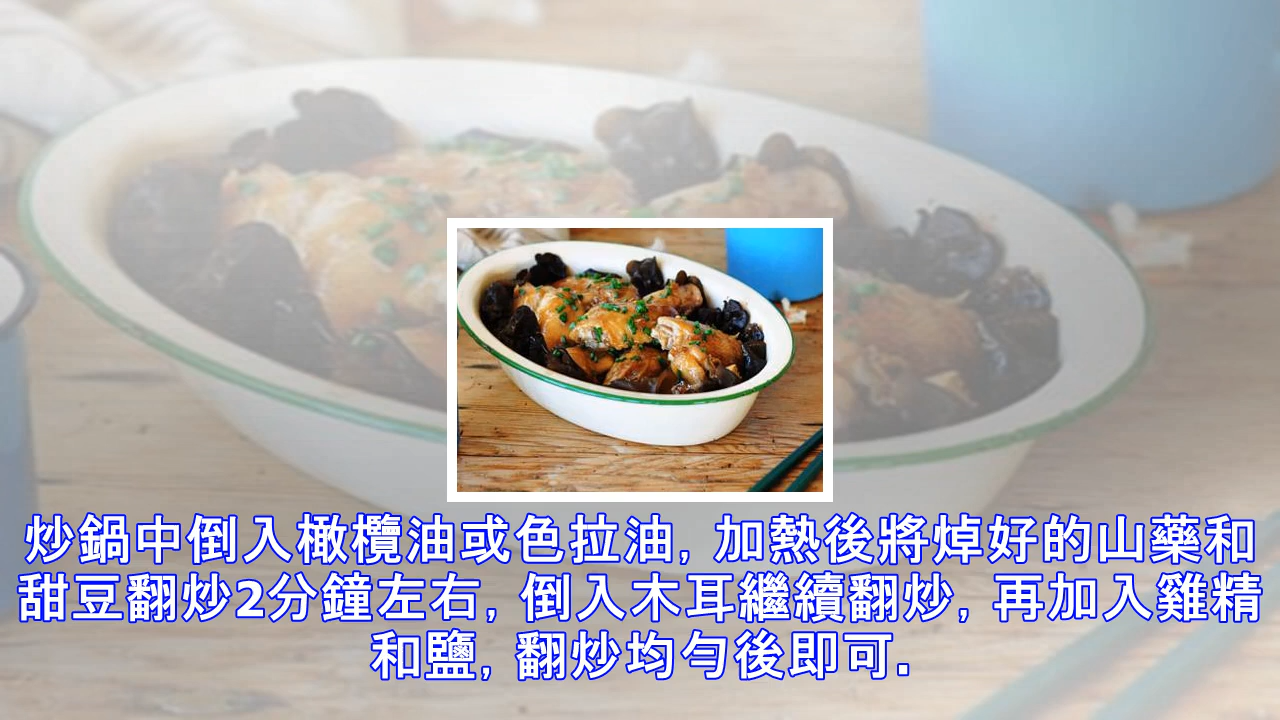 炒鍋中倒入橄欖油或色拉油, 加熱後將焯好的山藥和
甜豆翻炒2分鐘左右, 倒入木耳繼續翻炒, 再加入雞精
和鹽, 翻炒均勻後即可.